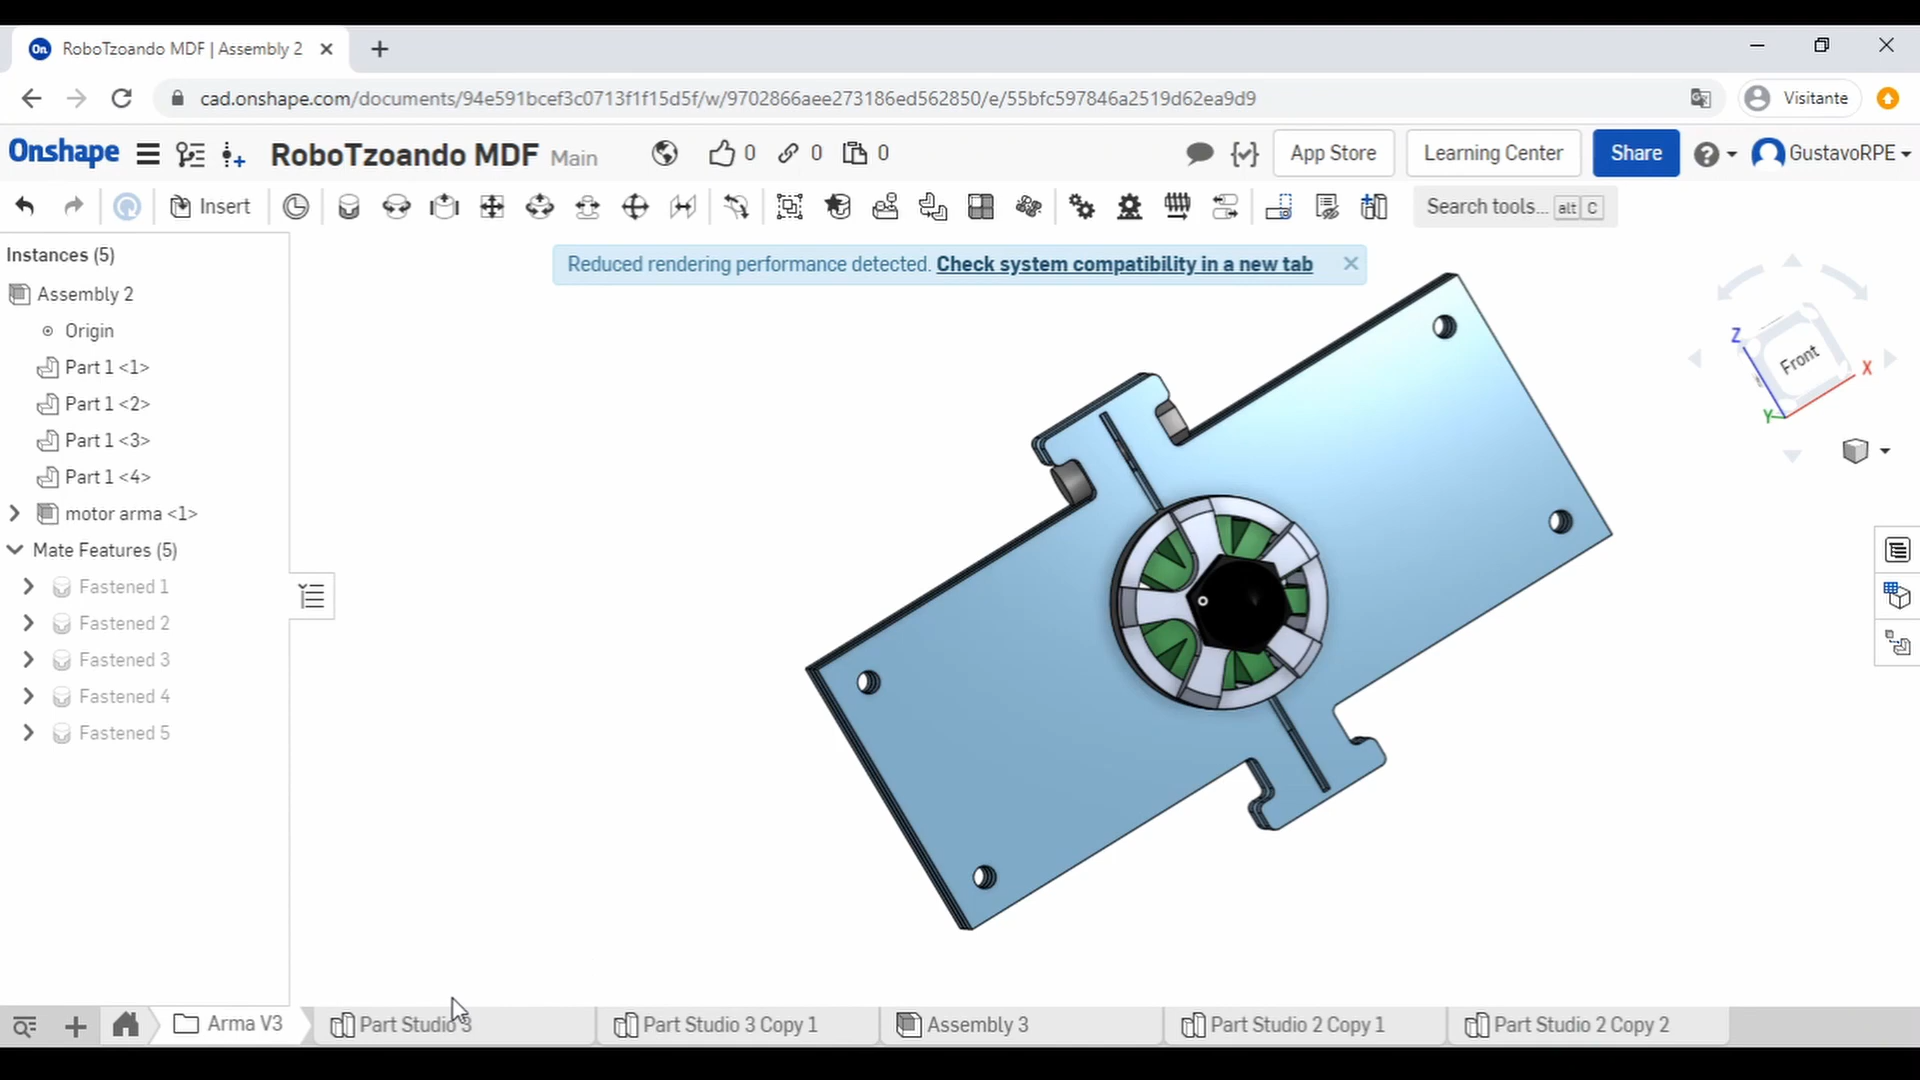 On RoboTzoando MDF | Assembly 2
cad.onshape.com/documents/94e591bcef3c0713f1f15d5f/w/9702866aee273186ed562850/e/55bfc597846a2519d62ea9d9
Visitante
Onshape
RoboTzoando MDF Main
0 0 0
App Store
Learning Center
Share
GustavoRPE
Insert
Search tools... alt C
Instances (5)
Reduced rendering performance detected. Check system compatibility in a new tab
Assembly 2
Origin
Part 1 <1>
Part 1 <2>
Part 1 <3>
Part 1 <4>
motor arma <1>
Mate Features (5)
Fastened 1
Fastened 2
Fastened 3
Fastened 4
Fastened 5
Z
Front
X
Y
Arma V3
Part Studio 3
Part Studio 3 Copy 1
Assembly 3
Part Studio 2 Copy 1
Part Studio 2 Copy 2